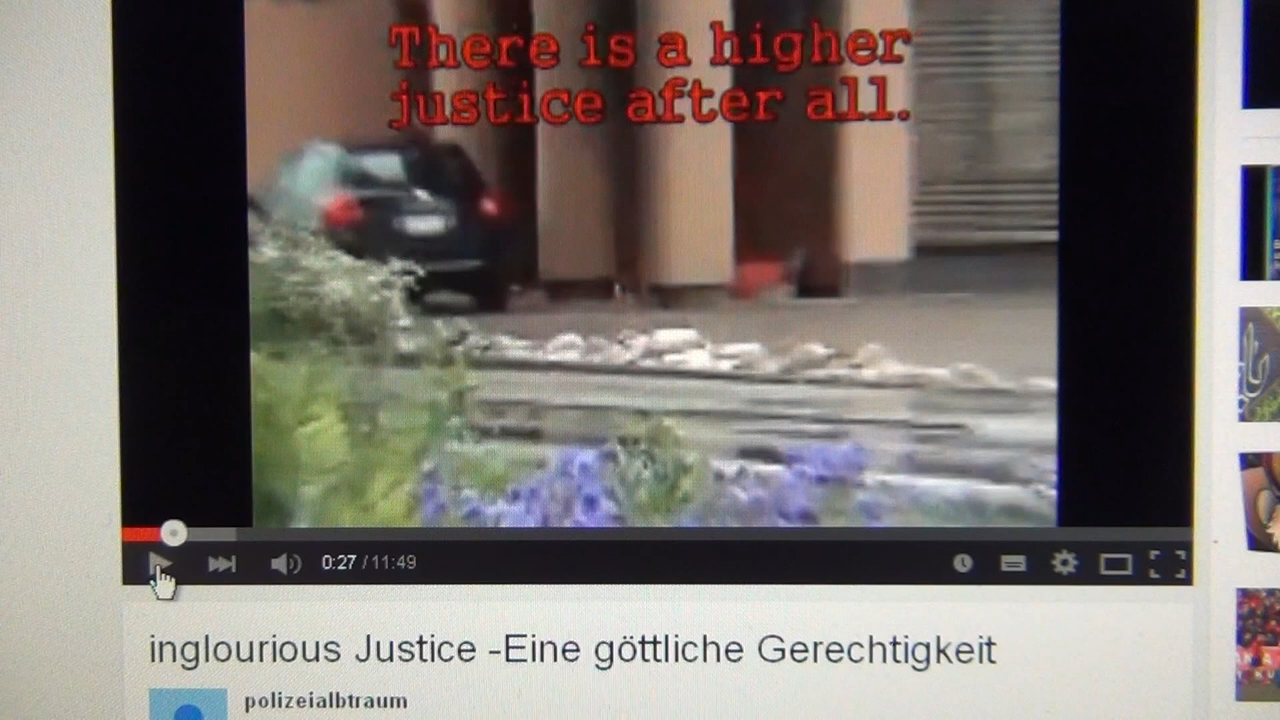 There is a higher
justice after all.
0:27 / 11:49
inglourious Justice -Eine göttliche Gerechtigkeit
polizeialbtraum